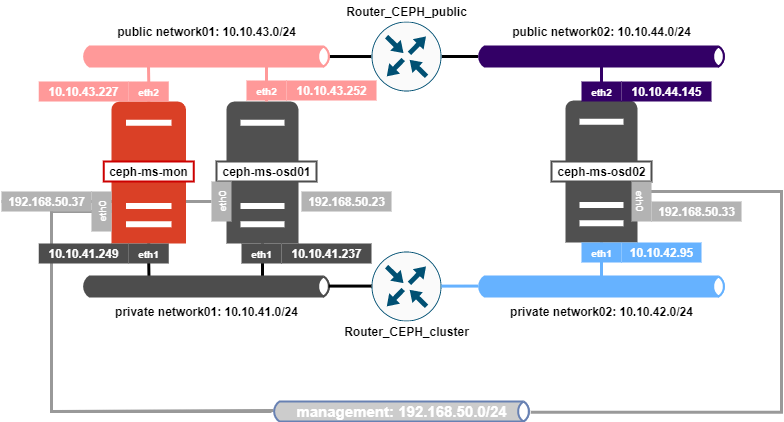 Router_CEPH_public
public network01: 10.10.43.0/24
public network02: 10.10.44.0/24
10.10.43.227 eth2
eth2 10.10.43.252
eth2 10.10.44.145
ceph-ms-mon
ceph-ms-osd01
ceph-ms-osd02
192.168.50.37 eth0
eth0 192.168.50.23
eth0 192.168.50.33
10.10.41.249 eth1
eth1 10.10.41.237
eth1 10.10.42.95
private network01: 10.10.41.0/24
private network02: 10.10.42.0/24
Router_CEPH_cluster
management: 192.168.50.0/24